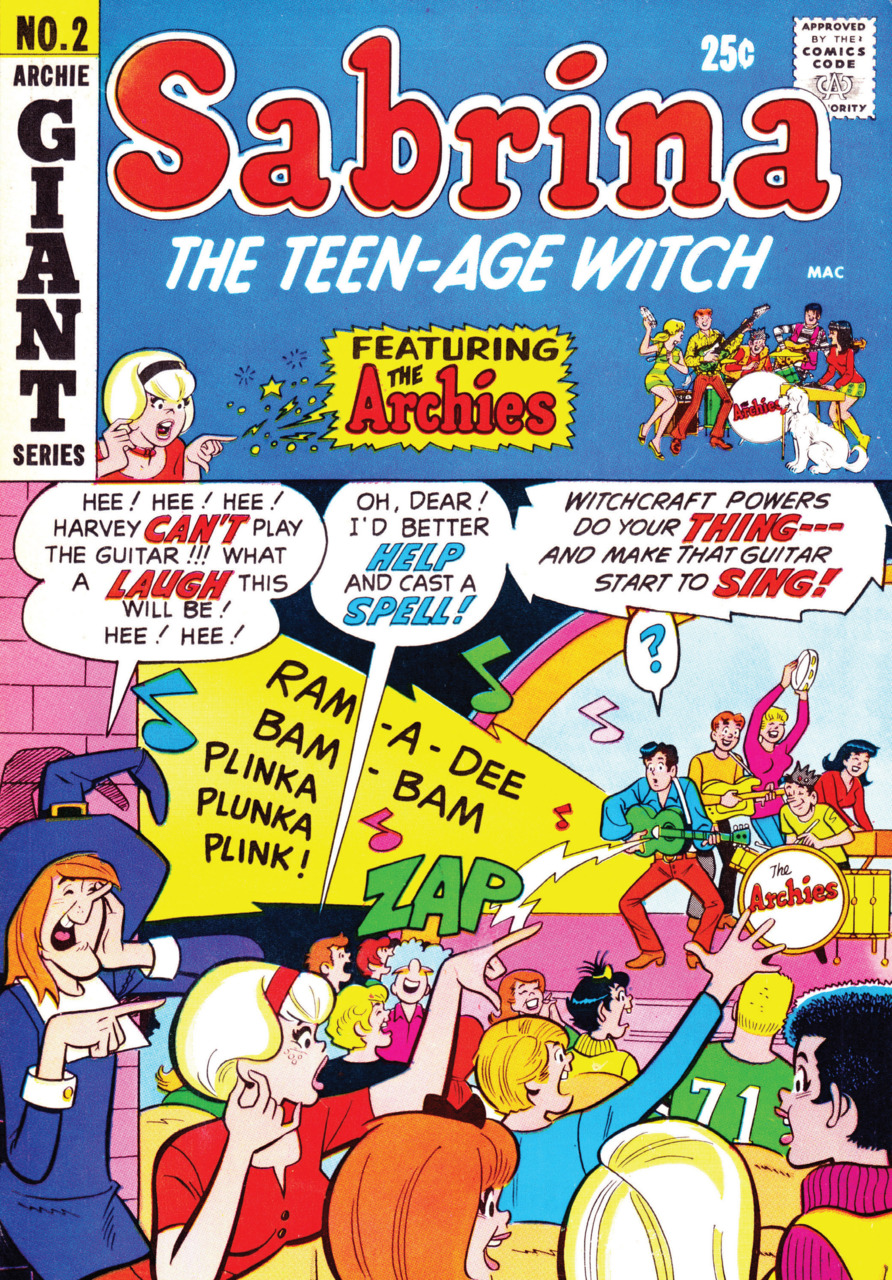 NO.2
ARCHIE
GIANT
SERIES
25¢
APPROVED
BY THE
COMICS
CODE
CA
ORITY
Sabrina
THE TEEN-AGE WITCH
MAC
FEATURING
THE
Archies
Archies
HEE! HEE! HEE!
HARVEY CAN'T PLAY
THE GUITAR!!! WHAT
A LAUGH THIS
WILL BE!
HEE! HEE!
OH, DEAR!
I'D BETTER
HELP
AND CAST A
SPELL!
WITCHCRAFT POWERS
DO YOUR THING---
AND MAKE THAT GUITAR
START TO SING!
?
RAM-A-DEE
BAM-BAM
PLINKA
PLUNKA
PLINK!
ZAP
The
Archies
71